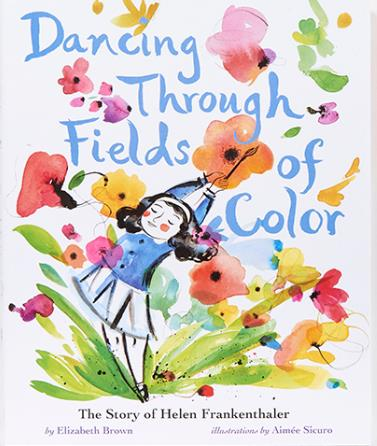 Dancing
Through
Fields
of
Color
The Story of Helen Frankenthaler
by Elizabeth Brown
illustrations by Aimée Sicuro